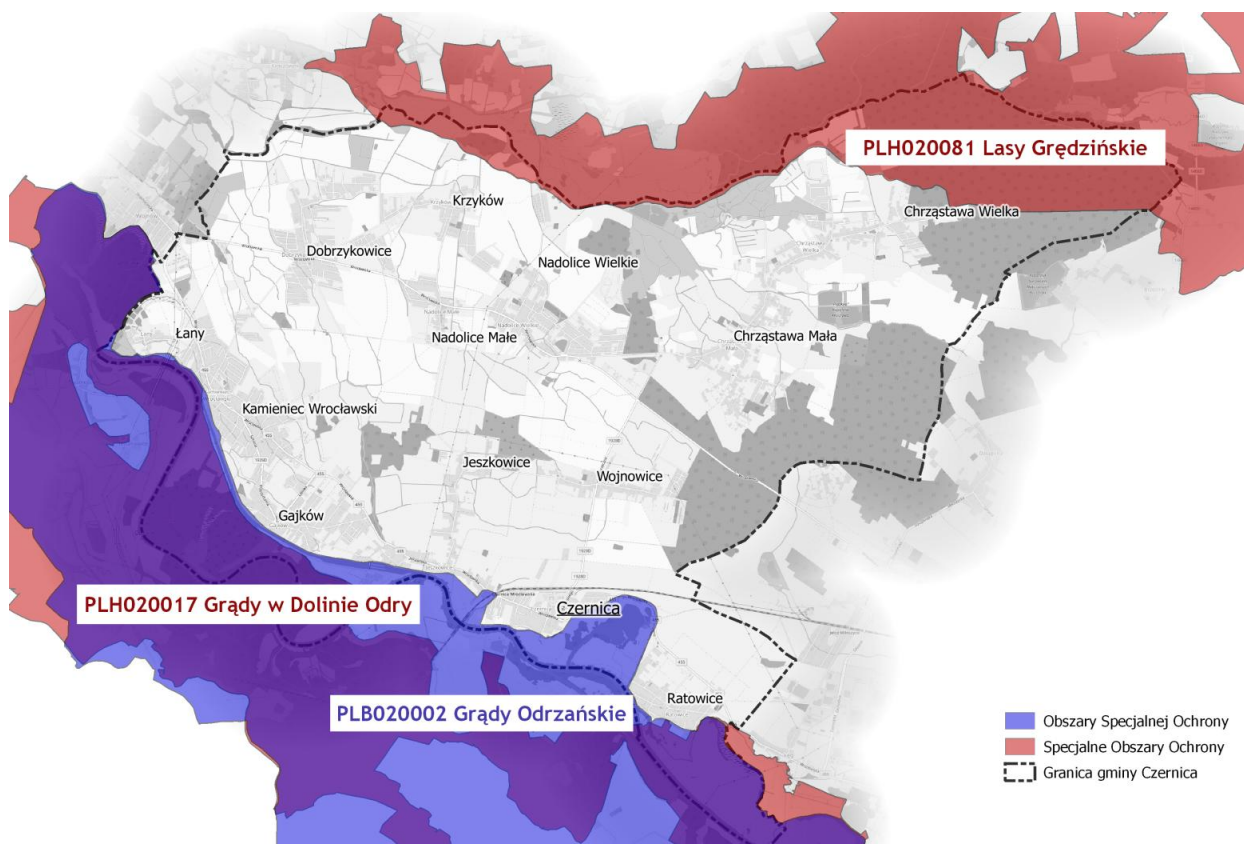 PLH020081 Lasy Grędzińskie
Krzyków
Chrząstawa Wielka
Dobrzykowice
Nadolice Wielkie
Łany
Nadolice Małe
Chrząstawa Mała
Kamieniec Wrocławski
Jeszkowice
Wojnowice
Gajków
PLH020017 Grądy w Dolinie Odry
Czernica
Ratowice
PLB020002 Grądy Odrzańskie
Obszary Specjalnej Ochrony
Specjalne Obszary Ochrony
Granica gminy Czernica